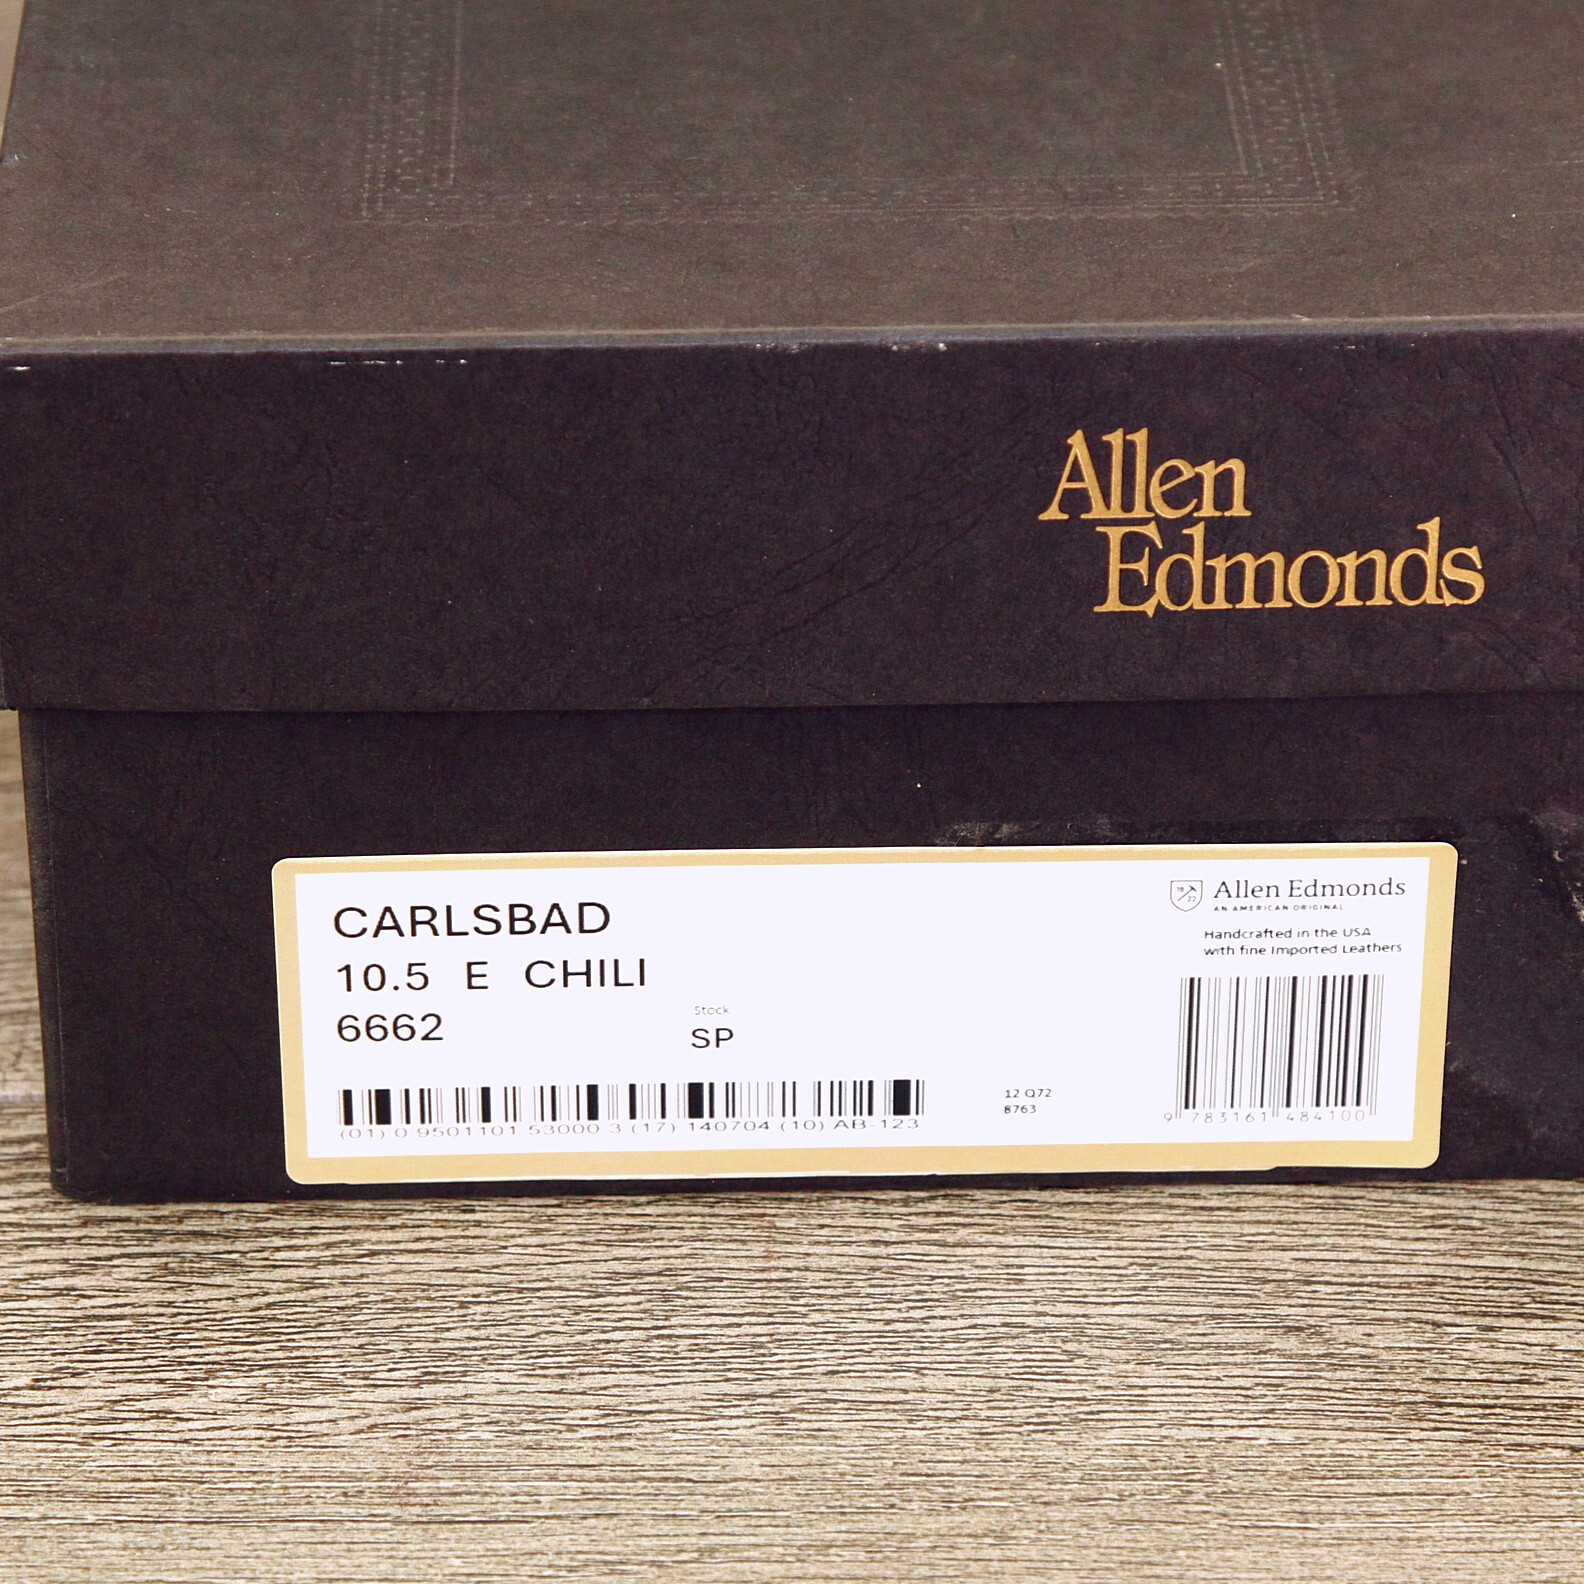 Allen
Edmonds
CARLSBAD
10.5 E CHILI
6662
Stock
SP
(01) 0 9501101 53000 3 (17) 140704 (10) AB-123
12 Q72
8763
19
22
Allen Edmonds
AN AMERICAN ORIGINAL
Handcrafted in the USA
with fine Imported Leathers
9 783161 484100